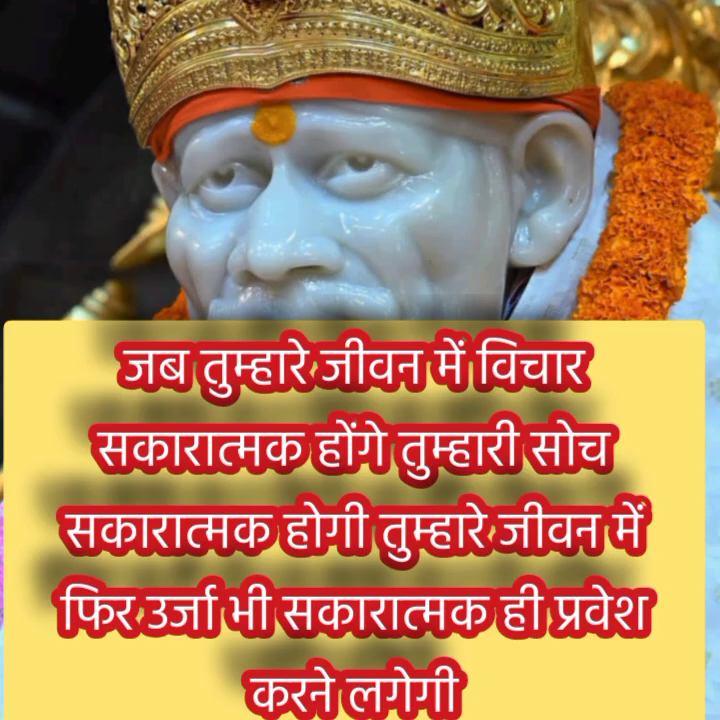 जब तुम्हारे जीवन में विचार
सकारात्मक होंगे तुम्हारी सोच
सकारात्मक होगी तुम्हारे जीवन में
फिर उर्जा भी सकारात्मक ही प्रवेश
करने लगेगी